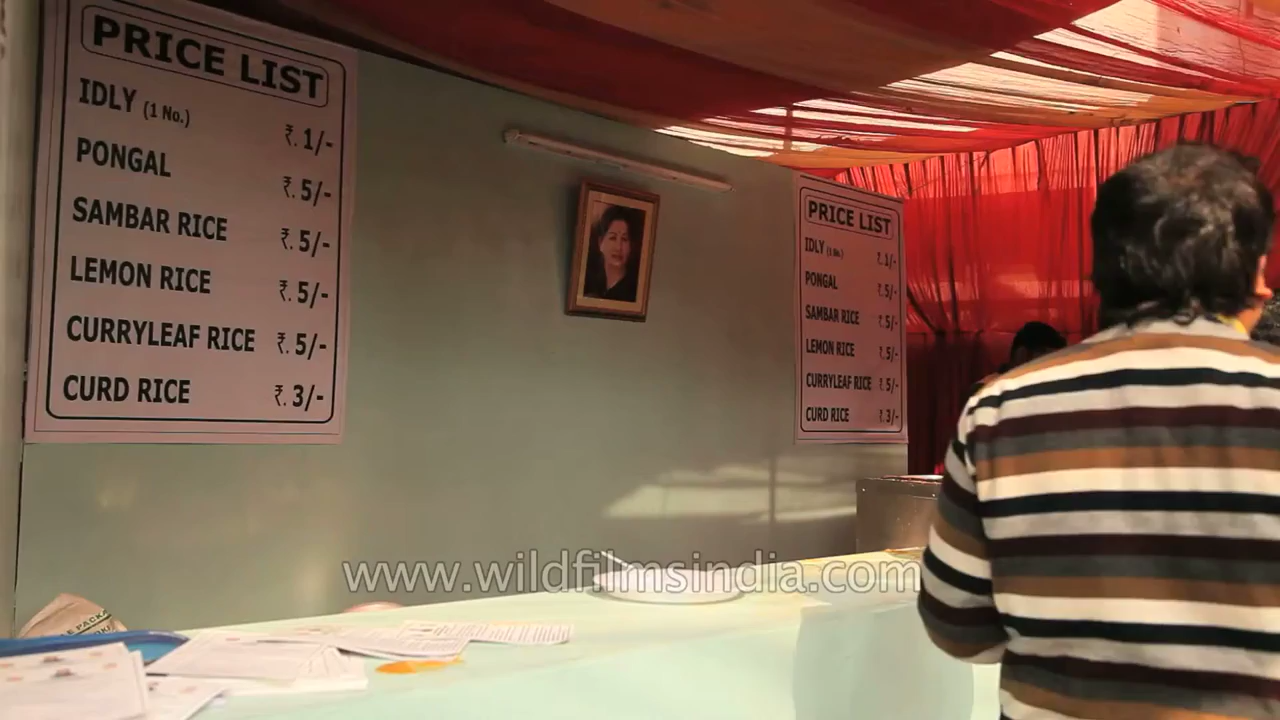 PRICE LIST
IDLY (1 No.) ₹. 1/-
PONGAL ₹. 5/-
SAMBAR RICE ₹. 5/-
LEMON RICE ₹. 5/-
CURRYLEAF RICE ₹. 5/-
CURD RICE ₹. 3/-
PRICE LIST
IDLY (1 No.) ₹. 1/-
PONGAL ₹. 5/-
SAMBAR RICE ₹. 5/-
LEMON RICE ₹. 5/-
CURRYLEAF RICE ₹. 5/-
CURD RICE ₹. 3/-
www.wildfilmsindia.com